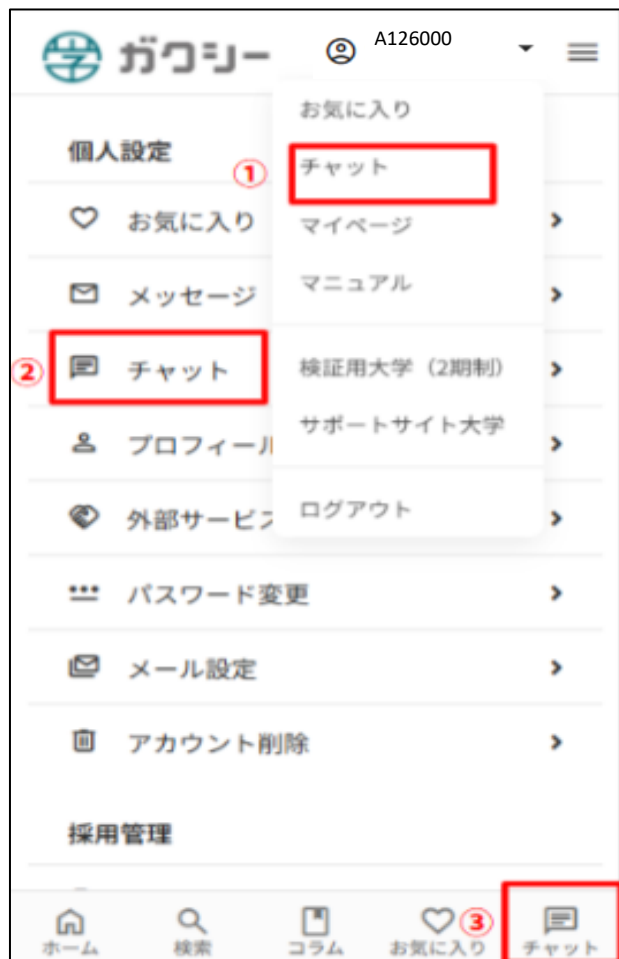 学 ガクシー
A126000
お気に入り
① チャット
マイページ
マニュアル
検証用大学（2期制）
サポートサイト大学
ログアウト
個人設定
お気に入り
メッセージ
② チャット
プロフィール
外部サービス
パスワード変更
メール設定
アカウント削除
採用管理
ホーム
検索
コラム
お気に入り
③ チャット